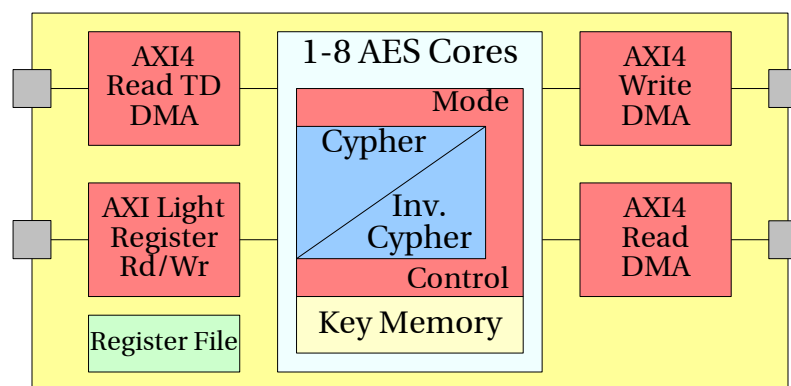 AXI4
Read TD
DMA
AXI Light
Register
Rd/Wr
Register File
1-8 AES Cores
Mode
Cypher
Inv.
Cypher
Control
Key Memory
AXI4
Write
DMA
AXI4
Read
DMA